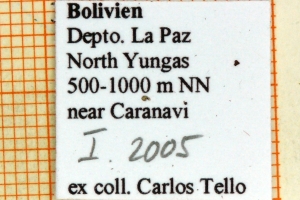 Bolivien
Depto. La Paz
North Yungas
500-1000 m NN
near Caranavi
I. 2005
ex coll. Carlos Tello